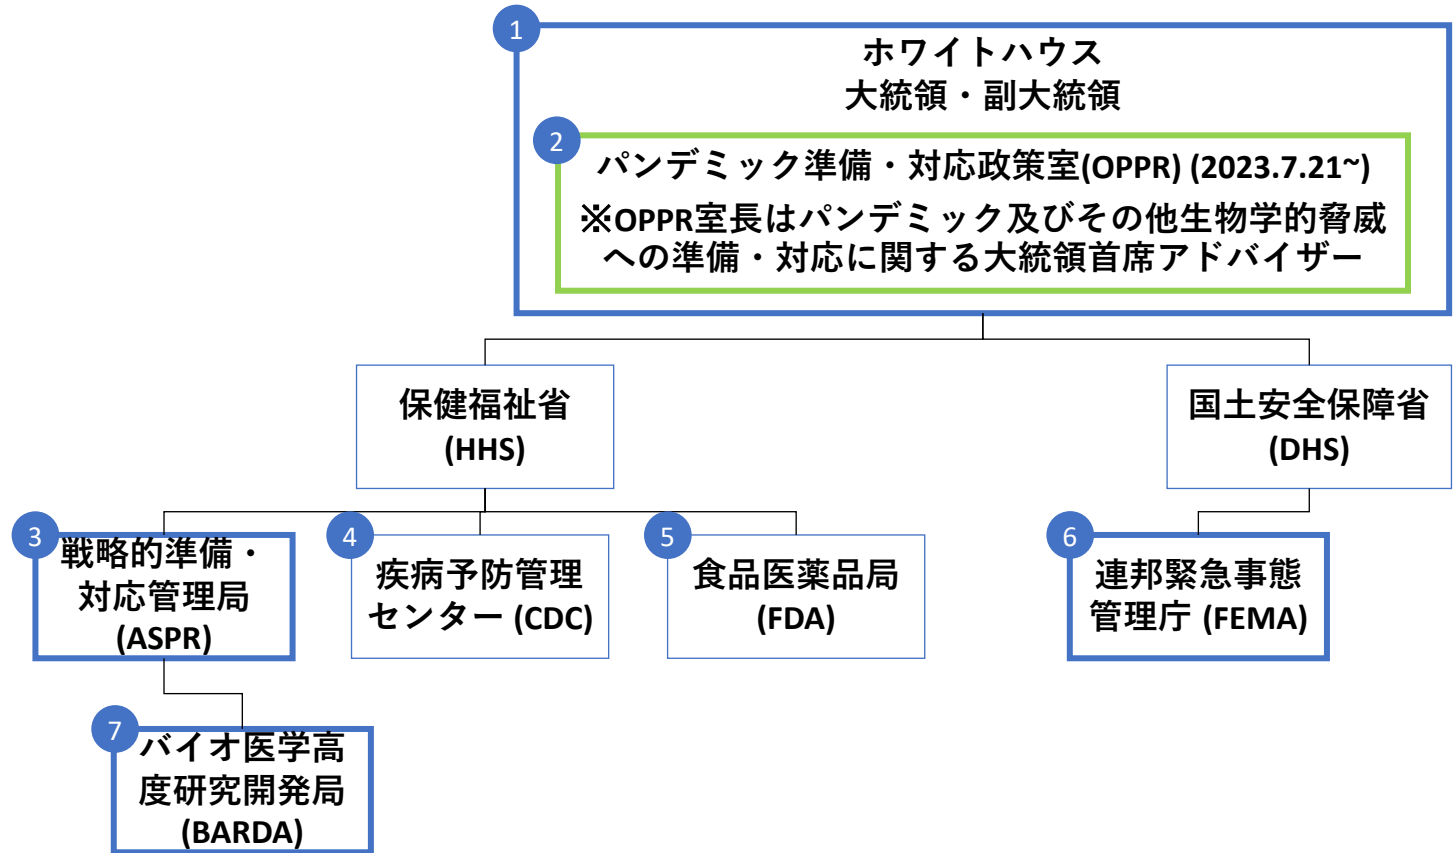 1
ホワイトハウス
大統領・副大統領
2
パンデミック準備・対応政策室(OPPR) (2023.7.21~)
※OPPR室長はパンデミック及びその他生物学的脅威
への準備・対応に関する大統領首席アドバイザー
保健福祉省
(HHS)
国土安全保障省
(DHS)
3
戦略的準備・
対応管理局
(ASPR)
4
疾病予防管理
センター (CDC)
5
食品医薬品局
(FDA)
6
連邦緊急事態
管理庁 (FEMA)
7
バイオ医学高
度研究開発局
(BARDA)